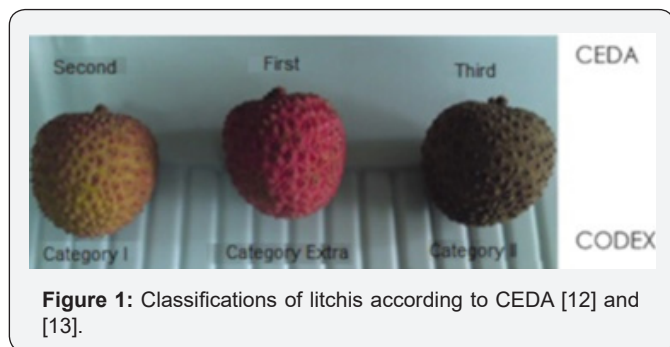 Second First Third CEDA
Category I Category Extra Category II CODEX
Figure 1: Classifications of litchis according to CEDA [12] and
[13].